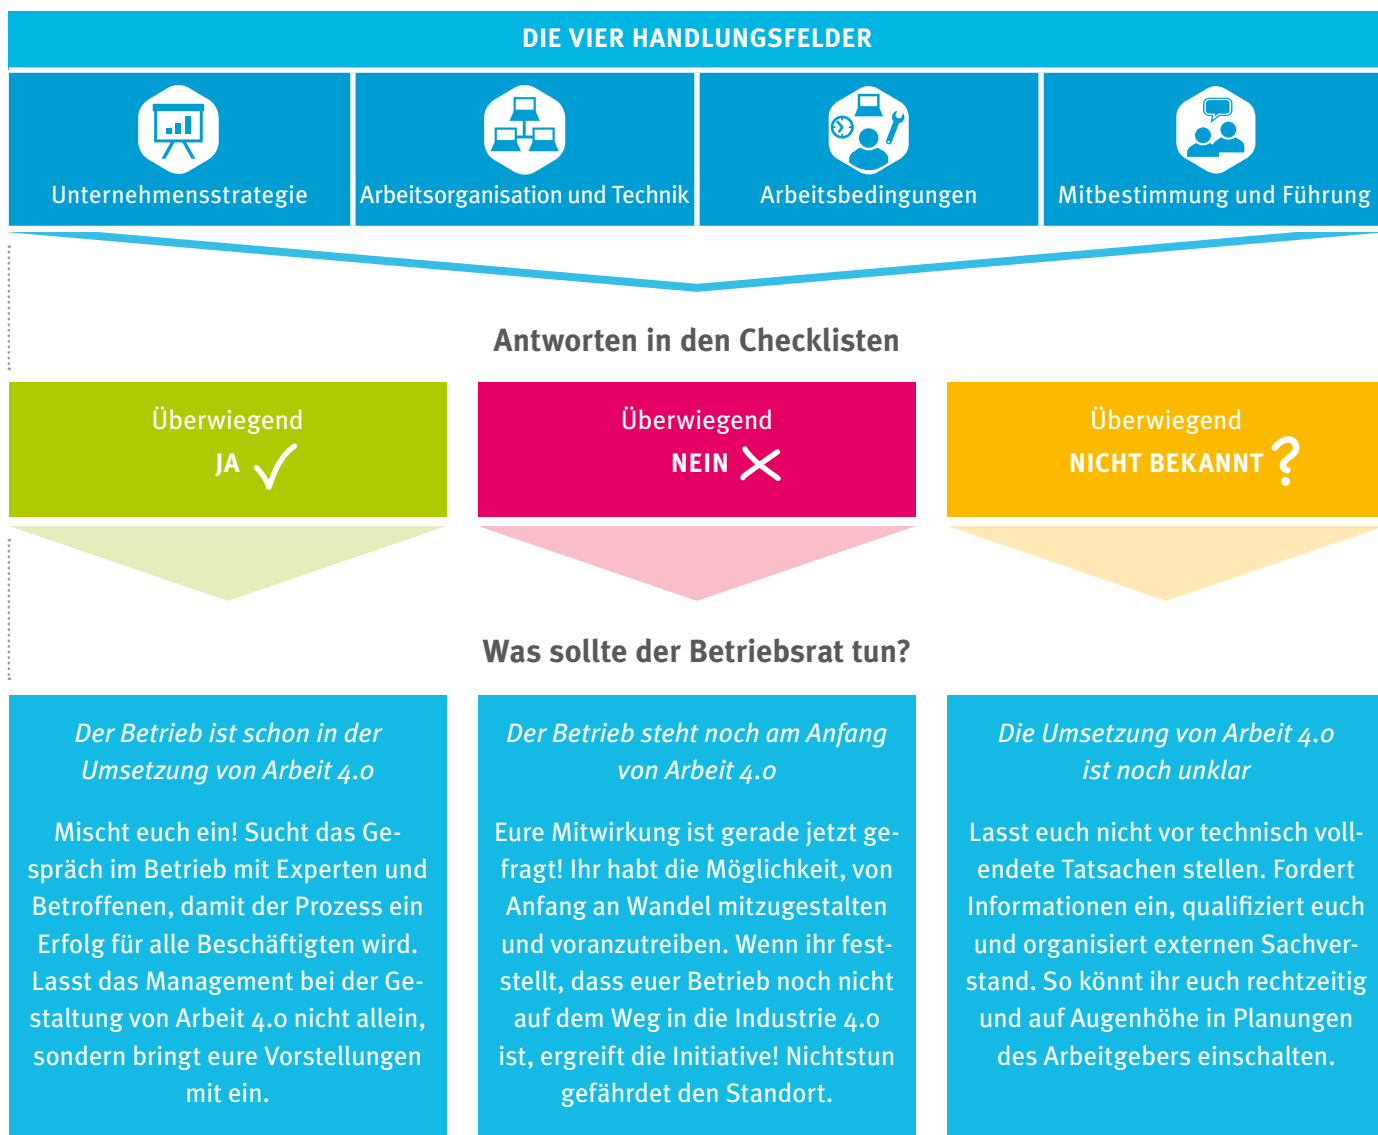 DIE VIER HANDLUNGSFELDER
Unternehmensstrategie
Arbeitsorganisation und Technik
Arbeitsbedingungen
Mitbestimmung und Führung
Antworten in den Checklisten
Überwiegend
JA
Überwiegend
NEIN
Überwiegend
NICHT BEKANNT ?
Was sollte der Betriebsrat tun?
Der Betrieb ist schon in der
Umsetzung von Arbeit 4.0
Mischt euch ein! Sucht das Ge-
spräch im Betrieb mit Experten und
Betroffenen, damit der Prozess ein
Erfolg für alle Beschäftigten wird.
Lasst das Management bei der Ge-
staltung von Arbeit 4.0 nicht allein,
sondern bringt eure Vorstellungen
mit ein.
Der Betrieb steht noch am Anfang
von Arbeit 4.0
Eure Mitwirkung ist gerade jetzt ge-
fragt! Ihr habt die Möglichkeit, von
Anfang an Wandel mitzugestalten
und voranzutreiben. Wenn ihr fest-
stellt, dass euer Betrieb noch nicht
auf dem Weg in die Industrie 4.0
ist, ergreift die Initiative! Nichtstun
gefährdet den Standort.
Die Umsetzung von Arbeit 4.0
ist noch unklar
Lasst euch nicht vor technisch voll-
endete Tatsachen stellen. Fordert
Informationen ein, qualifiziert euch
und organisiert externen Sachver-
stand. So könnt ihr euch rechtzeitig
und auf Augenhöhe in Planungen
des Arbeitgebers einschalten.